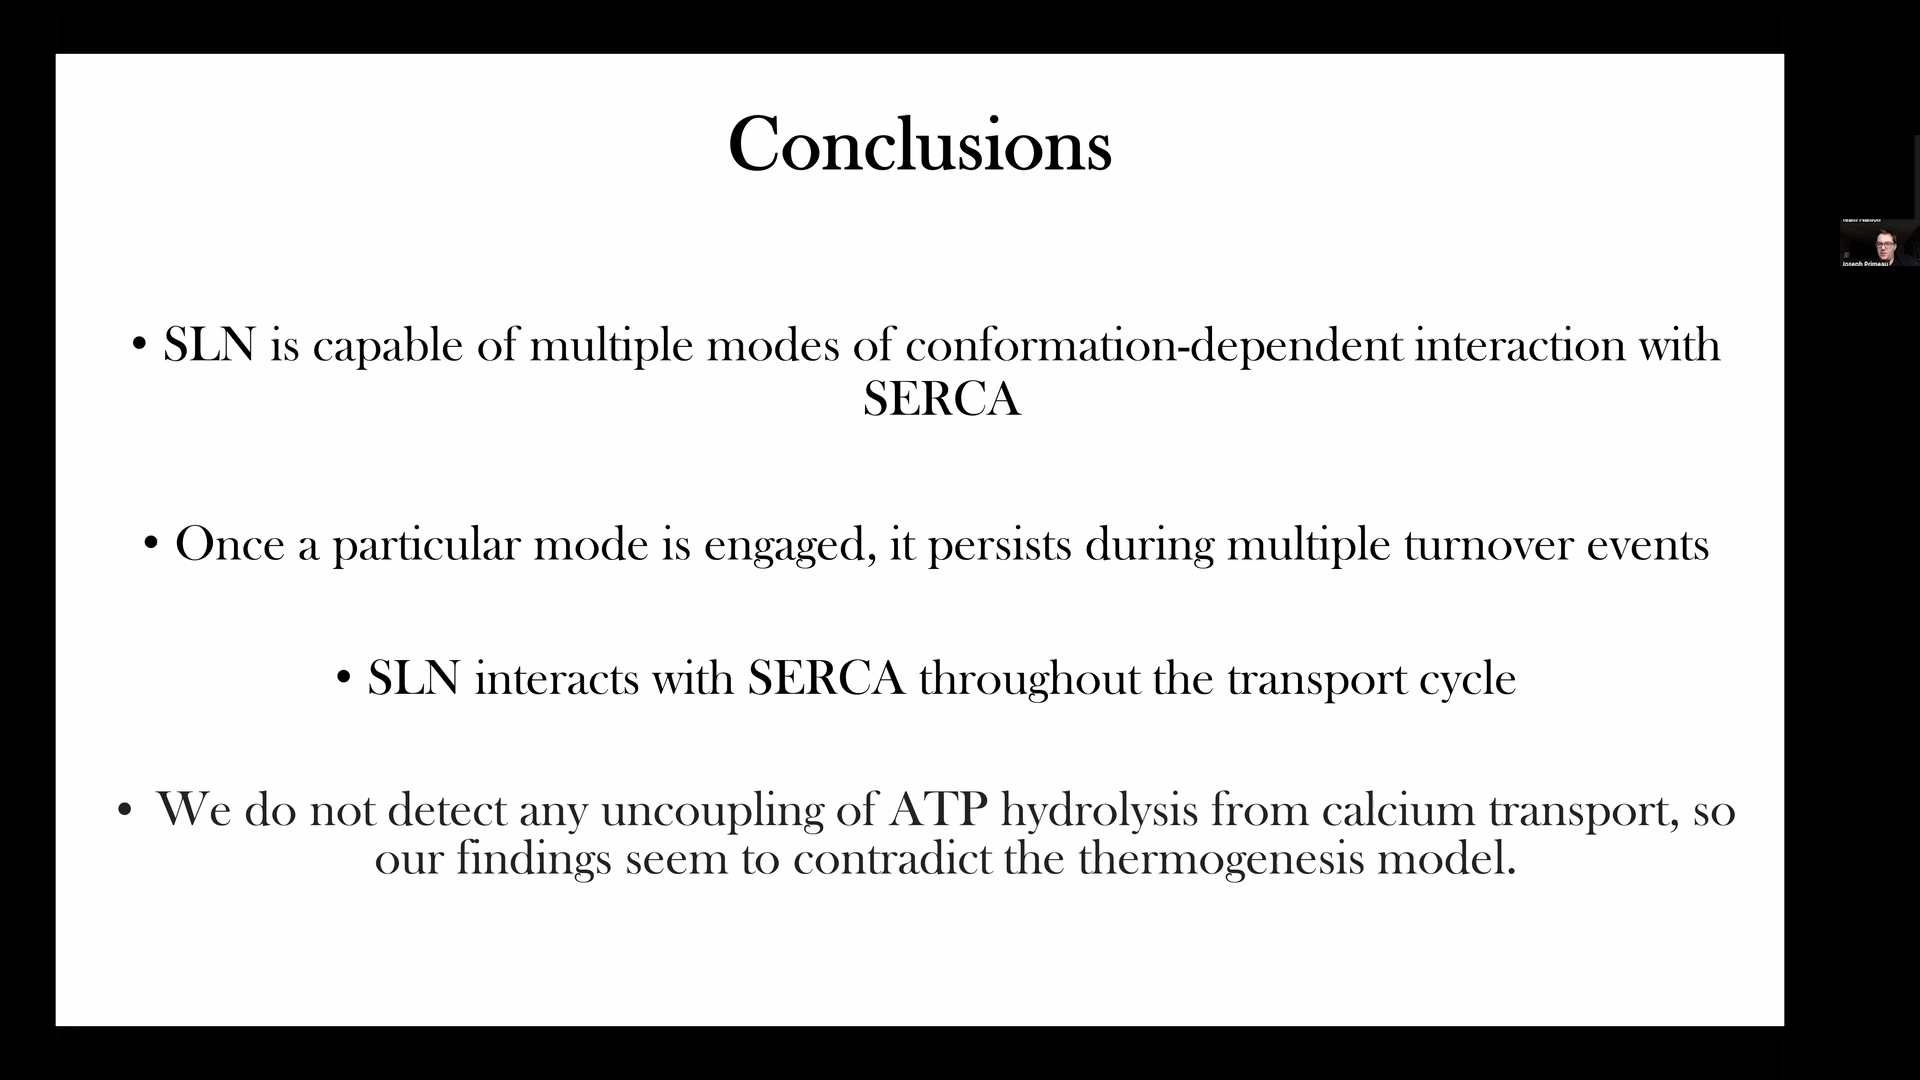 Conclusions
• SLN is capable of multiple modes of conformation-dependent interaction with
SERCA
• Once a particular mode is engaged, it persists during multiple turnover events
• SLN interacts with SERCA throughout the transport cycle
• We do not detect any uncoupling of ATP hydrolysis from calcium transport, so
our findings seem to contradict the thermogenesis model.
Joseph Primeau